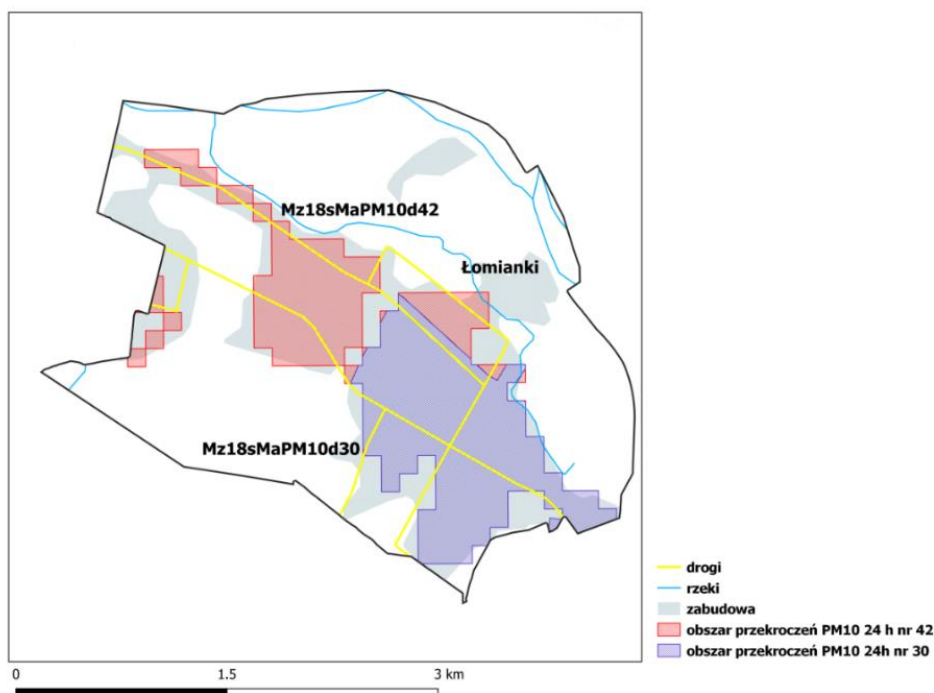 Mz18sMaPM10d42
Łomianki
Mz18sMaPM10d30
drogi
rzeki
zabudowa
obszar przekroczeń PM10 24 h nr 42
obszar przekroczeń PM10 24h nr 30
0 1.5 3 km